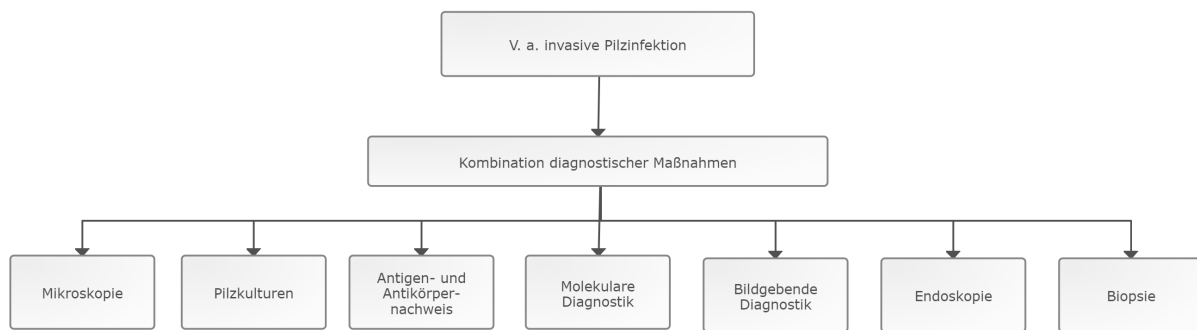 V. a. invasive Pilzinfektion
Kombination diagnostischer Maßnahmen
Mikroskopie
Pilzkulturen
Antigen- und
Antikörper-
nachweis
Molekulare
Diagnostik
Bildgebende
Diagnostik
Endoskopie
Biopsie